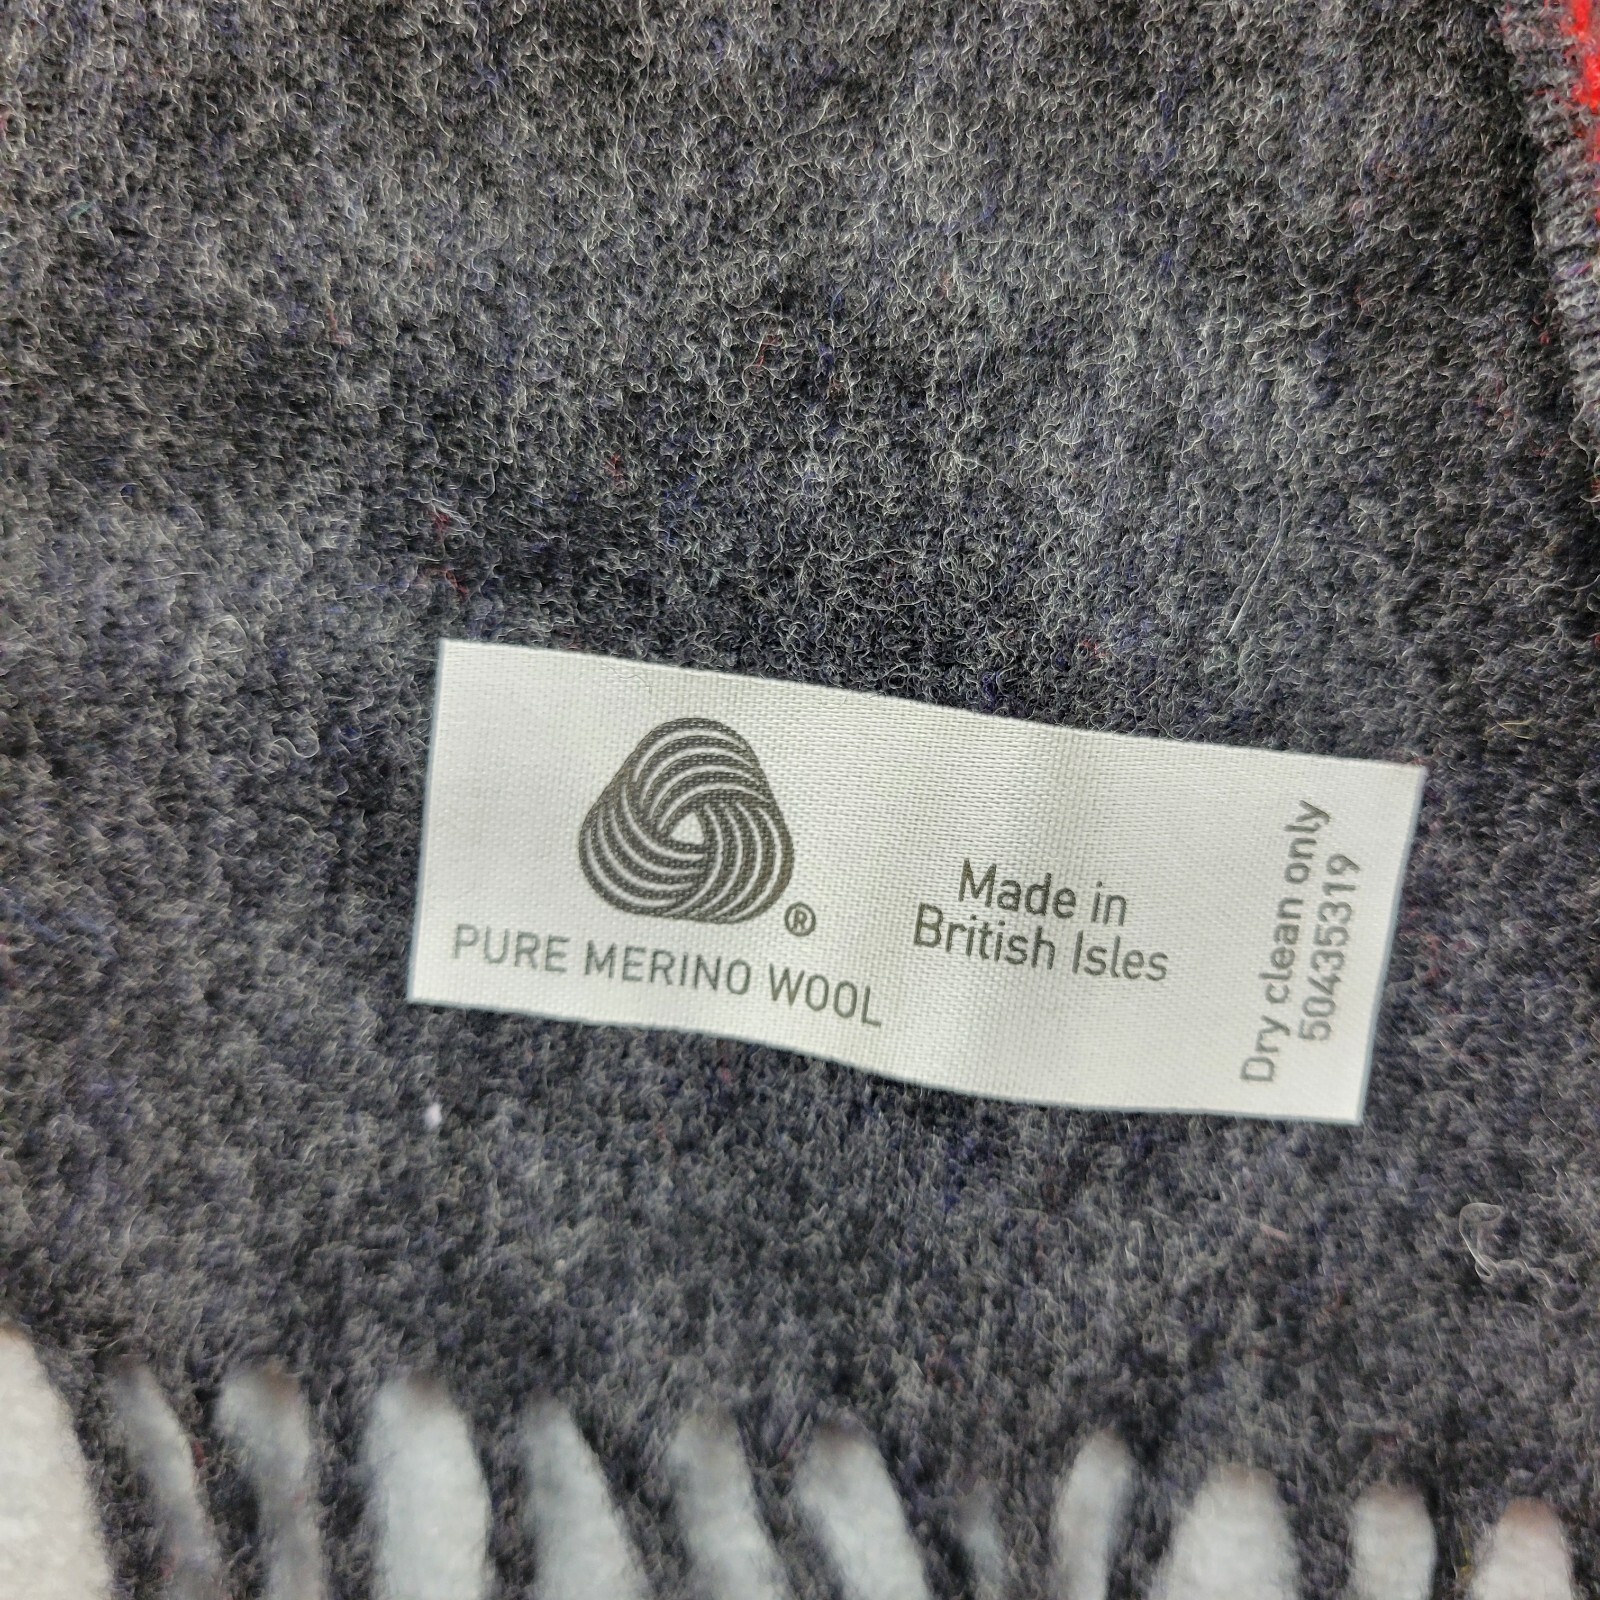 ®
PURE MERINO WOOL
Made in
British Isles
Dry clean only
50435319